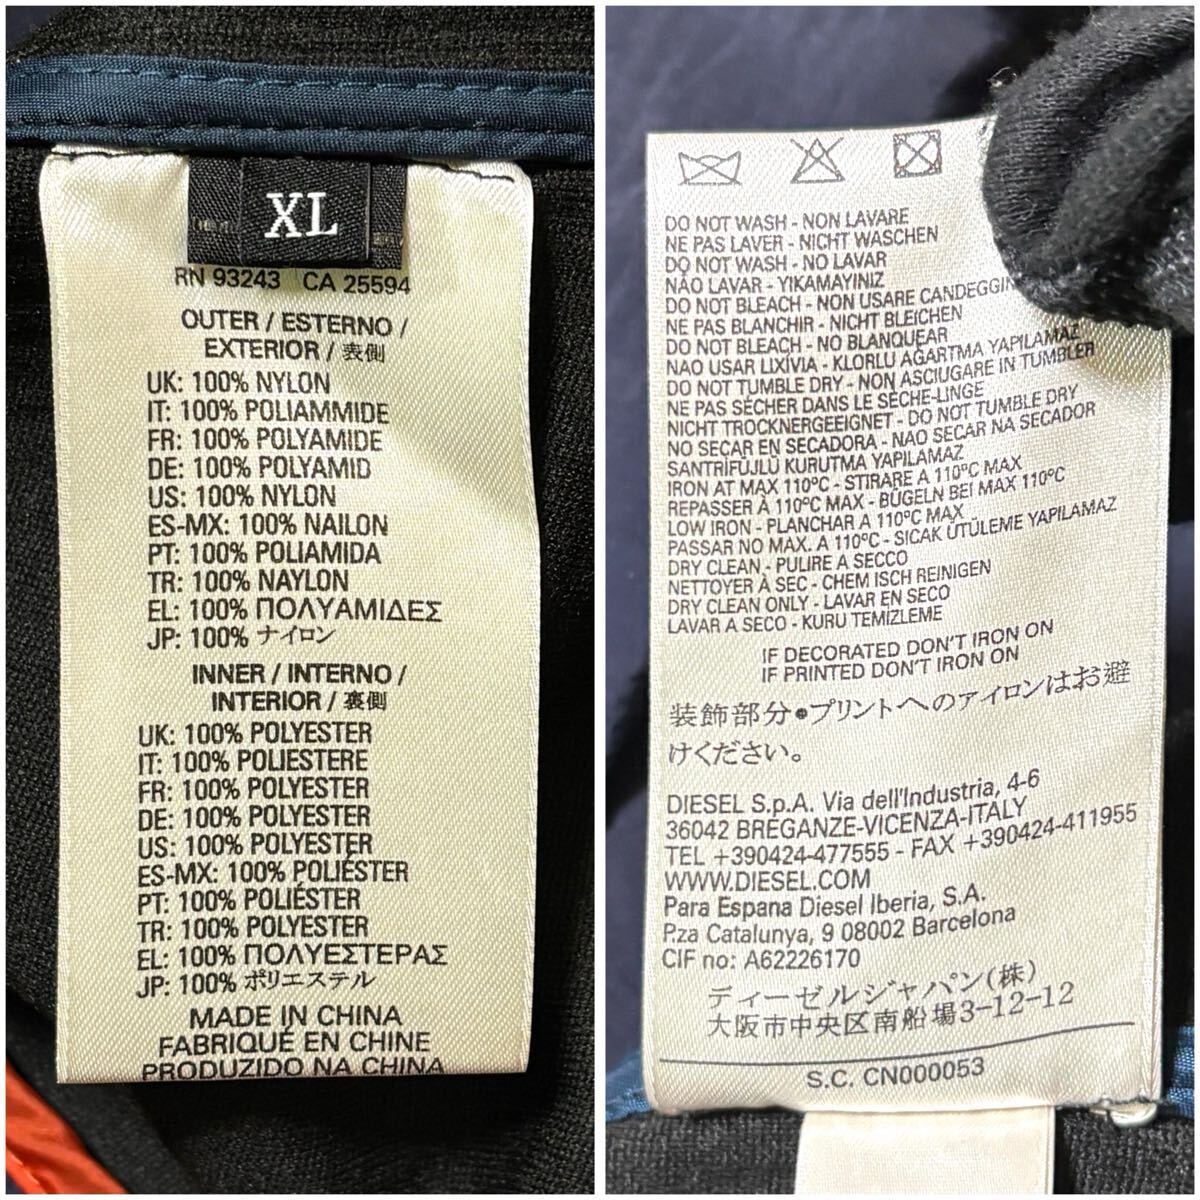 XL
RN 93243 CA 25594
OUTER / ESTERNO /
EXTERIOR / 表側
UK: 100% NYLON
IT: 100% POLIAMMIDE
FR: 100% POLYAMIDE
DE: 100% POLYAMID
US: 100% NYLON
ES-MX: 100% NAILON
PT: 100% POLIAMIDA
TR: 100% NAYLON
EL: 100% ΠΟΛΥΑΜΙΔΕΣ
JP: 100% ナイロン
INNER / INTERNO /
INTERIOR / 裏側
UK: 100% POLYESTER
IT: 100% POLIESTERE
FR: 100% POLYESTER
DE: 100% POLYESTER
US: 100% POLYESTER
ES-MX: 100% POLIÉSTER
PT: 100% POLIÉSTER
TR: 100% POLYESTER
EL: 100% ΠΟΛΥΕΣΤΕΡΑΣ
JP: 100% ポリエステル
MADE IN CHINA
FABRIQUÉ EN CHINE
PRODUZIDO NA CHINA
DO NOT WASH - NON LAVARE
NE PAS LAVER - NICHT WASCHEN
DO NOT WASH - NO LAVAR
NÃO LAVAR - YIKAMAYINIZ
DO NOT BLEACH - NON USARE CANDEGGIN
NE PAS BLANCHIR - NICHT BLEICHEN
DO NOT BLEACH - NO BLANQUEAR
NAO USAR LIXÍVIA - KLORLU AĞARTMA YAPILAMAZ
DO NOT TUMBLE DRY - NON ASCIUGARE IN TUMBLER
NE PAS SÉCHER DANS LE SÈCHE-LINGE
NICHT TROCKNERGEEIGNET - DO NOT TUMBLE DRY
NO SECAR EN SECADORA - NAO SECAR NA SECADOR
SANTRİFÜJLÜ KURUTMA YAPILAMAZ
IRON AT MAX 110ºC - STIRARE A 110ºC MAX
REPASSER À 110ºC MAX - BÜGELN BEI MAX 110ºC
LOW IRON - PLANCHAR A 110ºC MAX
PASSAR NO MAX. A 110ºC - SICAK ÜTÜLEME YAPILAMAZ
DRY CLEAN - PULIRE A SECCO
NETTOYER À SEC - CHEM ISCH REINIGEN
DRY CLEAN ONLY - LAVAR EN SECO
LAVAR A SECO - KURU TEMIZLEME
IF DECORATED DON'T IRON ON
IF PRINTED DON'T IRON ON
装飾部分・プリントへのアイロンはお避
けください。
DIESEL S.p.A. Via dell'Industria, 4-6
36042 BREGANZE-VICENZA-ITALY
TEL +390424-477555 - FAX +390424-411955
WWW.DIESEL.COM
Para Espana Diesel Iberia, S.A.
P.za Catalunya, 9 08002 Barcelona
CIF no: A62226170
ディーゼルジャパン(株)
大阪市中央区南船場3-12-12
S.C. CN000053